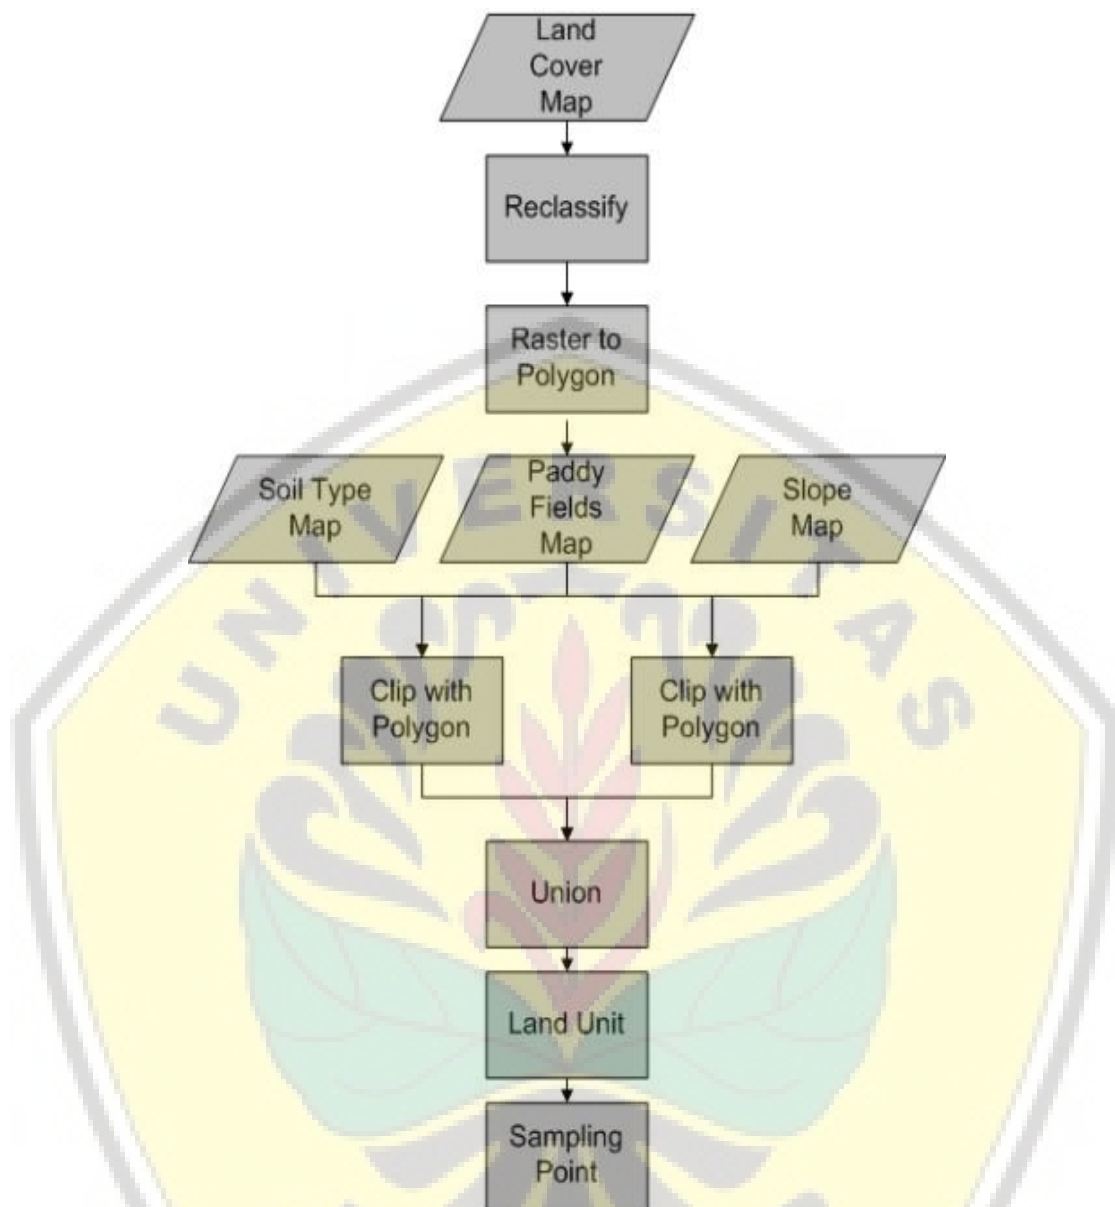 Land
Cover
Map
Reclassify
Raster to
Polygon
Soil Type
Map
Paddy
Fields
Map
Slope
Map
UNIVERSITAS
Clip with
Polygon
Clip with
Polygon
Union
Land Unit
Sampling
Point